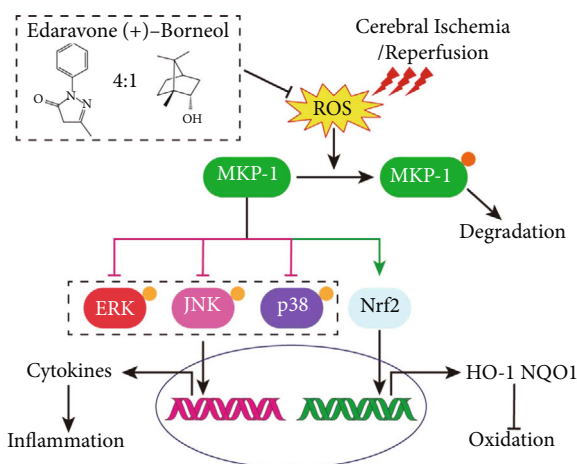 Edaravone (+)–Borneol
4:1
O
N
N
CH₃
OH
Cerebral Ischemia
/Reperfusion
ROS
MKP-1
MKP-1
Degradation
ERK
JNK
p38
Nrf2
Cytokines
HO-1 NQO1
Inflammation
Oxidation